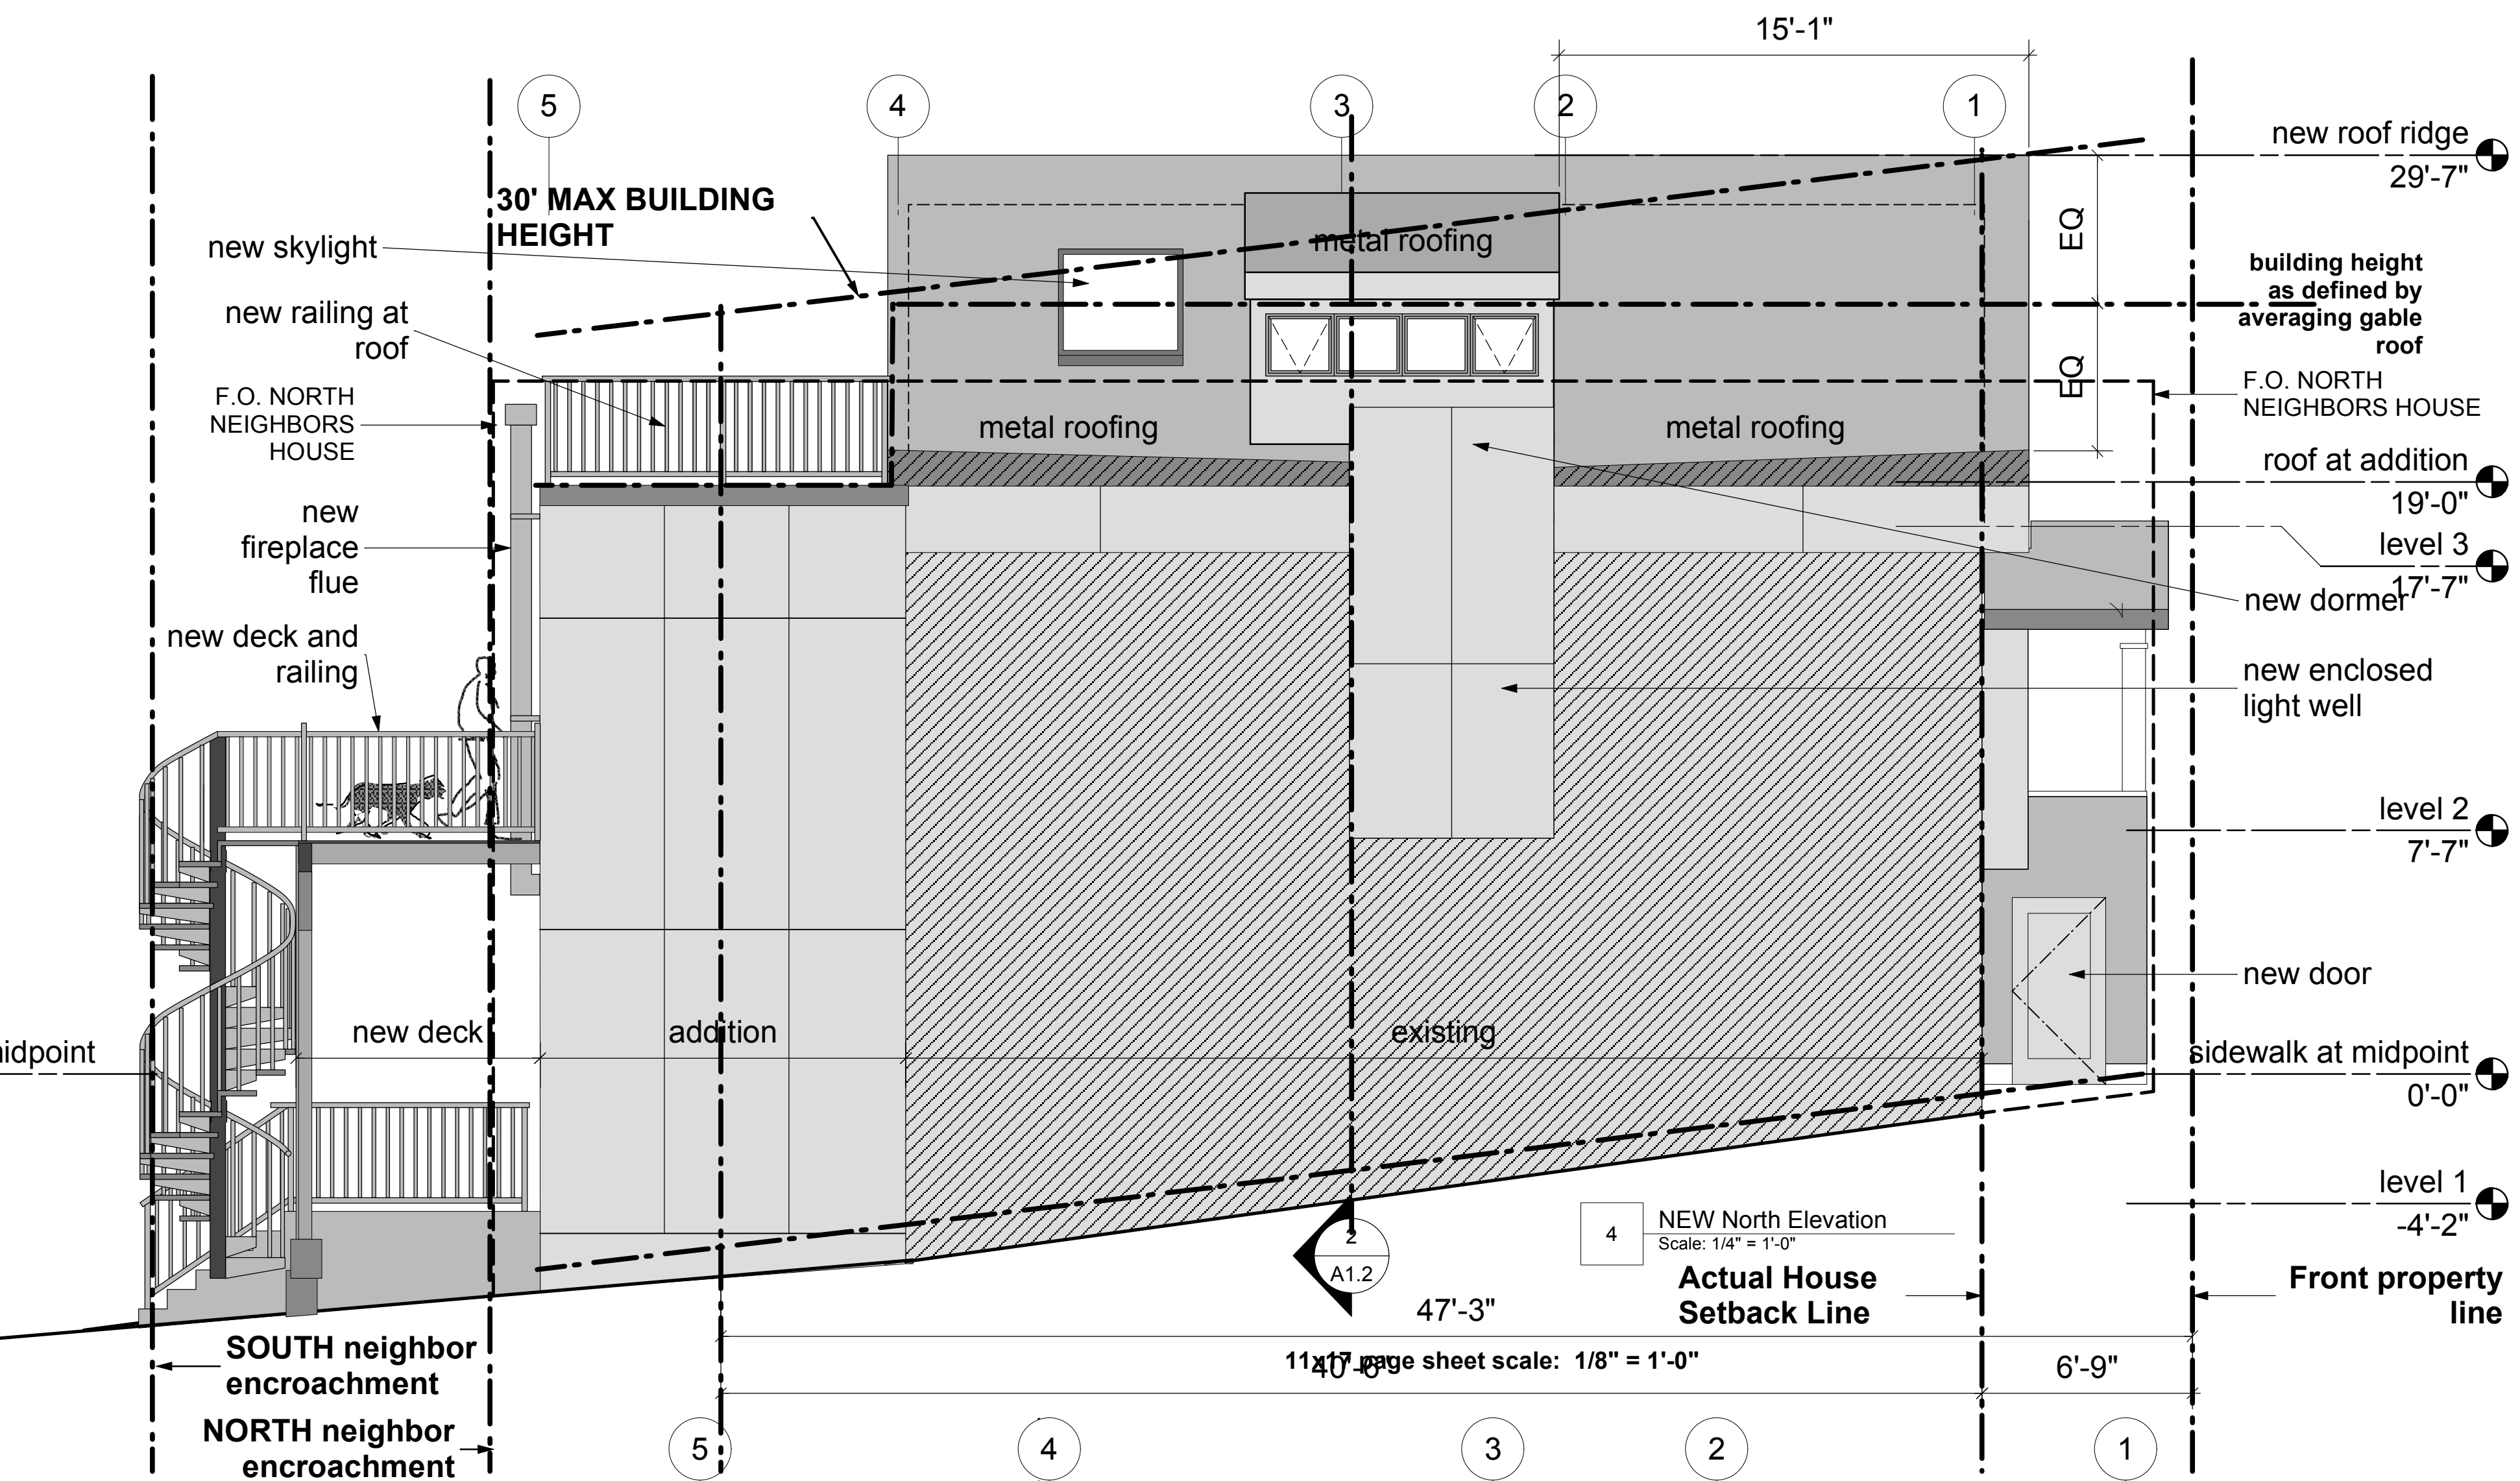 15'-1"
5
4
3
2
1
new roof ridge
29'-7"
30' MAX BUILDING
HEIGHT
new skylight
metal roofing
EQ
building height
as defined by
averaging gable
roof
new railing at
roof
EQ
F.O. NORTH
NEIGHBORS HOUSE
F.O. NORTH
NEIGHBORS
HOUSE
metal roofing
metal roofing
roof at addition
19'-0"
new
fireplace
flue
level 3
17'-7"
new dormer
new deck and
railing
new enclosed
light well
level 2
7'-7"
new door
new deck
addition
existing
idpoint
sidewalk at midpoint
0'-0"
level 1
-4'-2"
2
A1.2
4
NEW North Elevation
Scale: 1/4" = 1'-0"
Actual House
Setback Line
Front property
line
47'-3"
SOUTH neighbor
encroachment
11x17 page sheet scale:  1/8" = 1'-0"
40'-6"
6'-9"
NORTH neighbor
encroachment
5
4
3
2
1